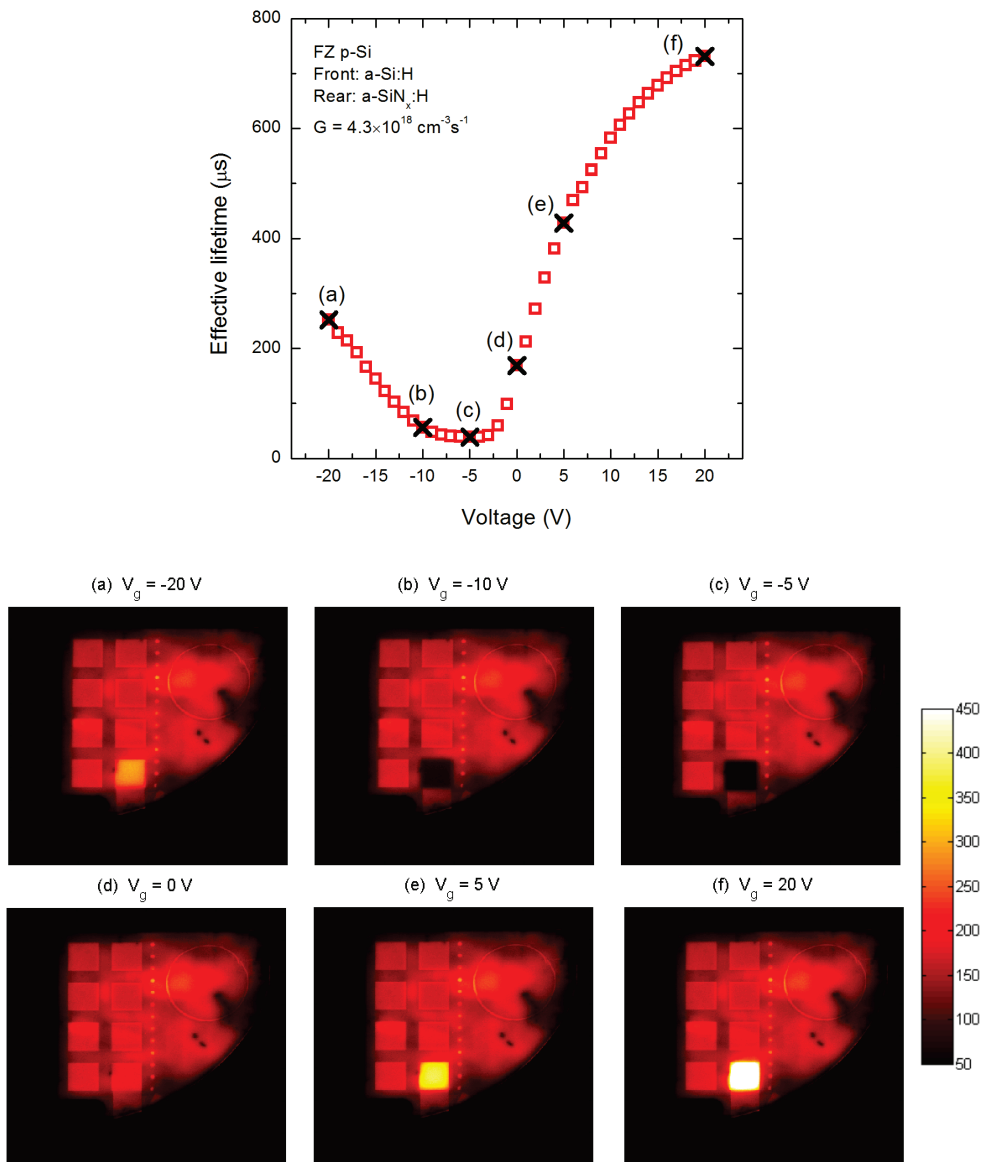 800
600
400
200
0
Effective lifetime (μs)
FZ p-Si
Front: a-Si:H
Rear: a-SiNx:H
G = 4.3×10¹⁸ cm⁻³s⁻¹
(a)
(b)
(c)
(d)
(e)
(f)
-20 -15 -10 -5 0 5 10 15 20
Voltage (V)
(a) Vg = -20 V
(b) Vg = -10 V
(c) Vg = -5 V
(d) Vg = 0 V
(e) Vg = 5 V
(f) Vg = 20 V
450
400
350
300
250
200
150
100
50